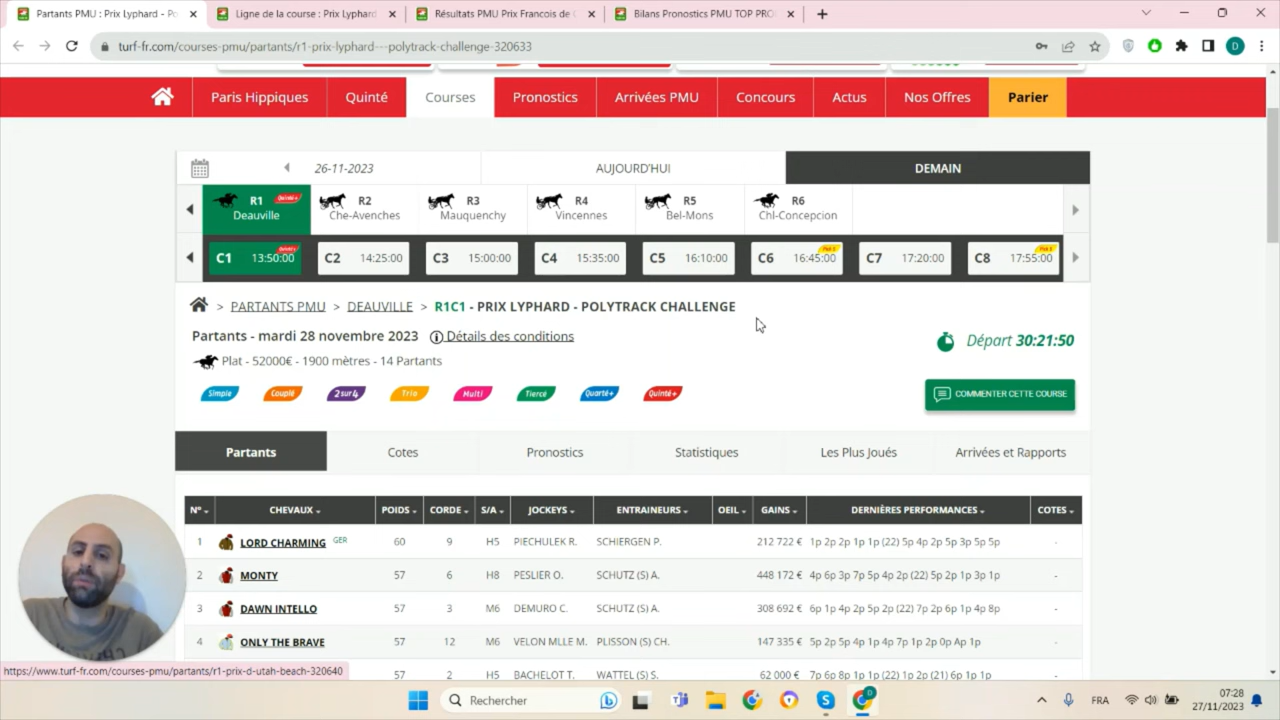 Partants PMU : Prix Lyphard - Po
Ligne de la course : Prix Lyphard
Résultats PMU Prix Francois de
Bilans Pronostics PMU TOP PRO
turf-fr.com/courses-pmu/partants/r1-prix-lyphard---polytrack-challenge-320633
D
Paris Hippiques Quinté Courses Pronostics Arrivées PMU Concours Actus Nos Offres Parier
26-11-2023 AUJOURD'HUI DEMAIN
R1 Quinté+ R2 R3 R4 R5 R6
Deauville Che-Avenches Mauquenchy Vincennes Bel-Mons Chl-Concepcion
C1 13:50:00 C2 14:25:00 C3 15:00:00 C4 15:35:00 C5 16:10:00 C6 16:45:00 C7 17:20:00 C8 17:55:00
> PARTANTS PMU > DEAUVILLE > R1C1 - PRIX LYPHARD - POLYTRACK CHALLENGE
Partants - mardi 28 novembre 2023 Détails des conditions
Départ 30:21:50
Plat - 52000€ - 1900 mètres - 14 Partants
Simple Couplé 2sur4 Trio Multi Tiercé Quarté+ Quinté+
COMMENTER CETTE COURSE
Partants Cotes Pronostics Statistiques Les Plus Joués Arrivées et Rapports
N° CHEVAUX POIDS CORDE S/A JOCKEYS ENTRAINEURS OEIL GAINS DERNIÈRES PERFORMANCES COTES
1 LORD CHARMING GER 60 9 H5 PIECHULEK R. SCHIERGEN P. 212 722 € 1p 2p 2p 1p 1p (22) 5p 4p 2p 5p 3p 5p 5p -
2 MONTY 57 6 H8 PESLIER O. SCHUTZ (S) A. 448 172 € 4p 6p 3p 7p 5p 4p 2p (22) 5p 2p 1p 3p 1p -
3 DAWN INTELLO 57 3 M6 DEMURO C. SCHUTZ (S) A. 308 692 € 6p 1p 4p 2p 5p 2p (22) 7p 2p 6p 1p 4p 8p -
4 ONLY THE BRAVE 57 12 M6 VELON MLLE M. PLISSON (S) CH. 147 335 € 5p 2p 5p 4p 1p 4p 7p 1p 2p 0p Ap 1p -
57 2 H5 BACHELOT T. WATTEL (S) S. 62 000 € 7p 6p 8p 1p (22) 1p 2p (21) 6p 1p 1p -
https://www.turf-fr.com/courses-pmu/partants/r1-prix-d-utah-beach-320640
Rechercher
FRA
07:28
27/11/2023